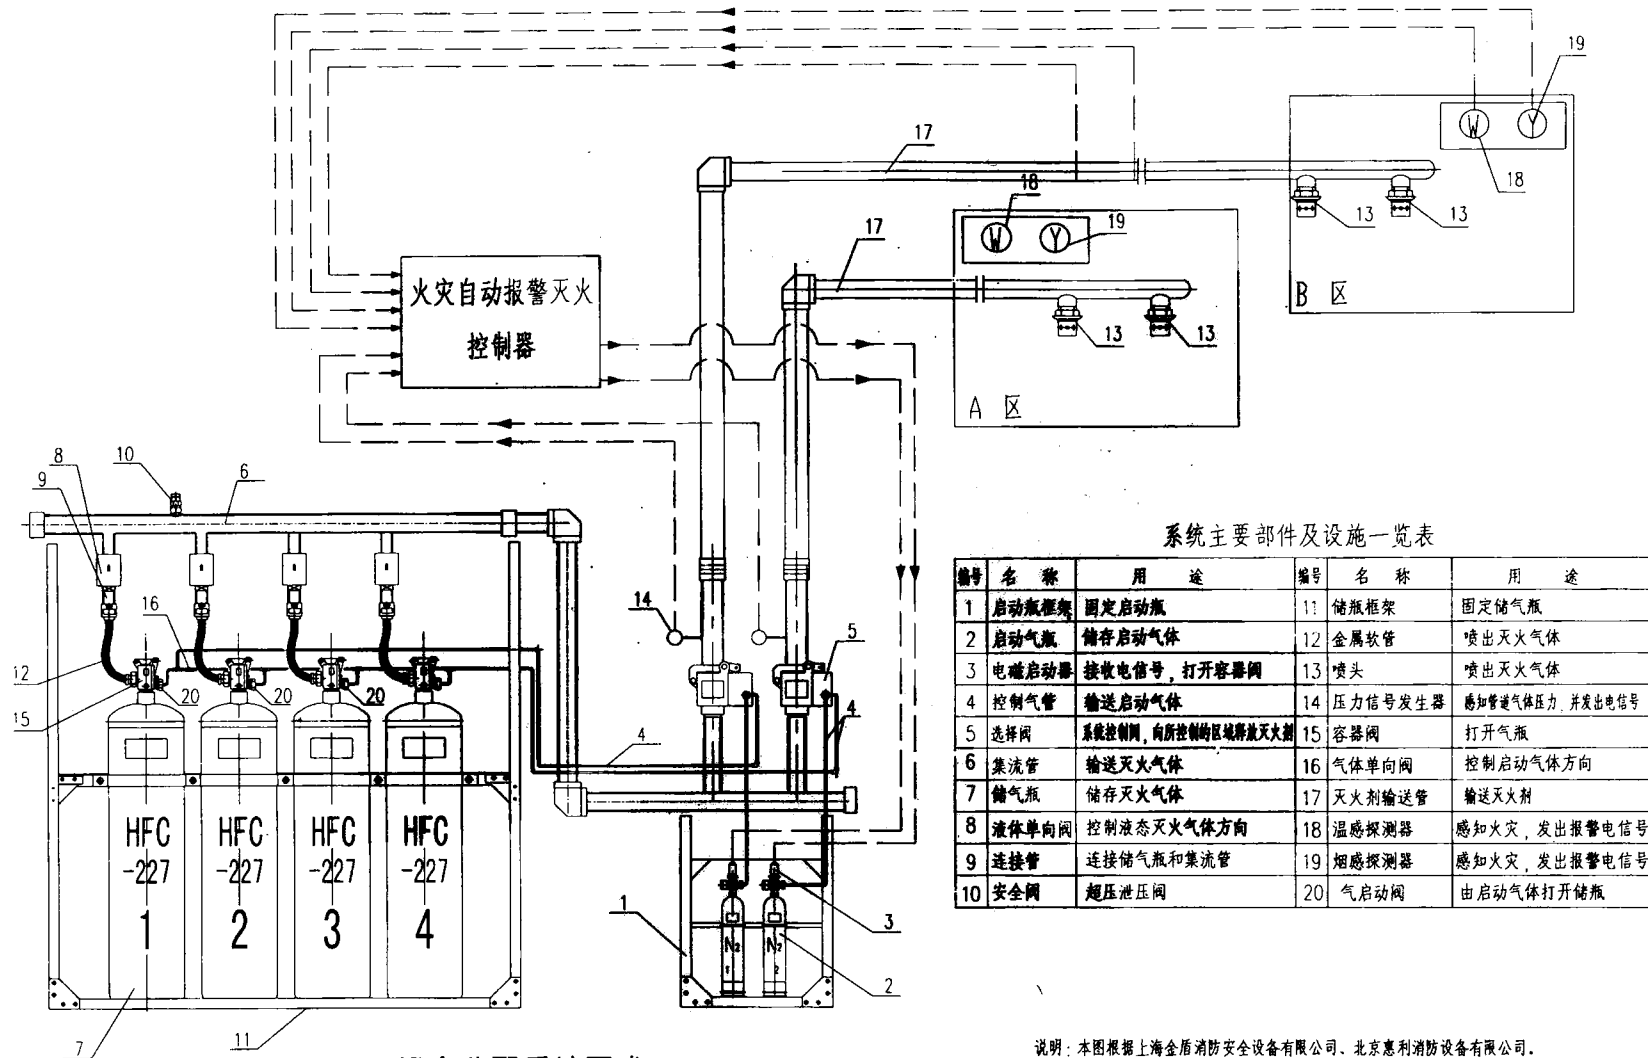 19
17
18
13
13
B 区
18
19
17
13
13
A 区
火灾自动报警灭火
控制器
10
8
9
6
14
5
16
12
15
20
20
20
20
4
4
HFC
-227
1
HFC
-227
2
HFC
-227
3
HFC
-227
4
7
11
1
N2
1
N2
2
3
2
系统主要部件及设施一览表
编号 名 称 用 途 编号 名 称 用 途
1 启动瓶框架 固定启动瓶 11 储瓶框架 固定储气瓶
2 启动气瓶 储存启动气体 12 金属软管 喷出灭火气体
3 电磁启动器 接收电信号，打开容器阀 13 喷头 喷出灭火气体
4 控制气管 输送启动气体 14 压力信号发生器 感知管道气体压力，并发出电信号
5 选择阀 系统控制阀，向所控制的区域释放灭火剂 15 容器阀 打开气瓶
6 集流管 输送灭火气体 16 气体单向阀 控制启动气体方向
7 储气瓶 储存灭火气体 17 灭火剂输送管 输送灭火剂
8 液体单向阀 控制液态灭火气体方向 18 温感探测器 感知火灾，发出报警电信号
9 连接管 连接储气瓶和集流管 19 烟感探测器 感知火灾，发出报警电信号
10 安全阀 超压泄压阀 20 气启动阀 由启动气体打开储瓶
说明：本图根据上海金盾消防安全设备有限公司、北京惠利消防设备有限公司.